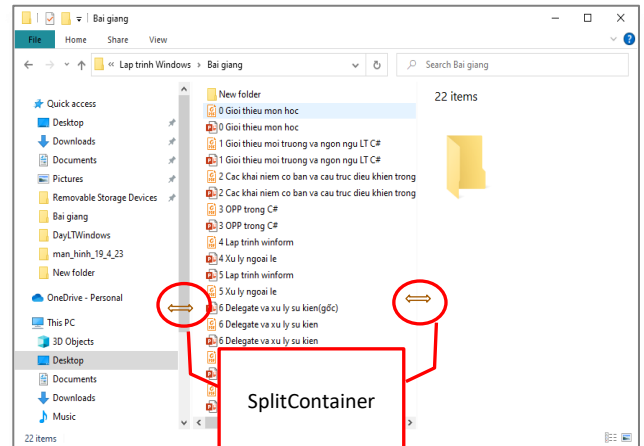 Bai giang
File Home Share View
« Lap trinh Windows › Bai giang
Search Bai giang
Quick access
Desktop
Downloads
Documents
Pictures
Removable Storage Devices
Bai giang
DayLTWindows
man_hinh_19_4_23
New folder
OneDrive - Personal
This PC
3D Objects
Desktop
Documents
Downloads
Music
New folder
0 Gioi thieu mon hoc
0 Gioi thieu mon hoc
1 Gioi thieu moi truong va ngon ngu LT C#
1 Gioi thieu moi truong va ngon ngu LT C#
2 Cac khai niem co ban va cau truc dieu khien trong
2 Cac khai niem co ban va cau truc dieu khien trong
3 OPP trong C#
3 OPP trong C#
4 Lap trinh winform
4 Xu ly ngoai le
5 Lap trinh winform
5 Xu ly ngoai le
6 Delegate va xu ly su kien(gốc)
6 Delegate va xu ly su kien
6 Delegate va xu ly su kien
22 items
SplitContainer
22 items